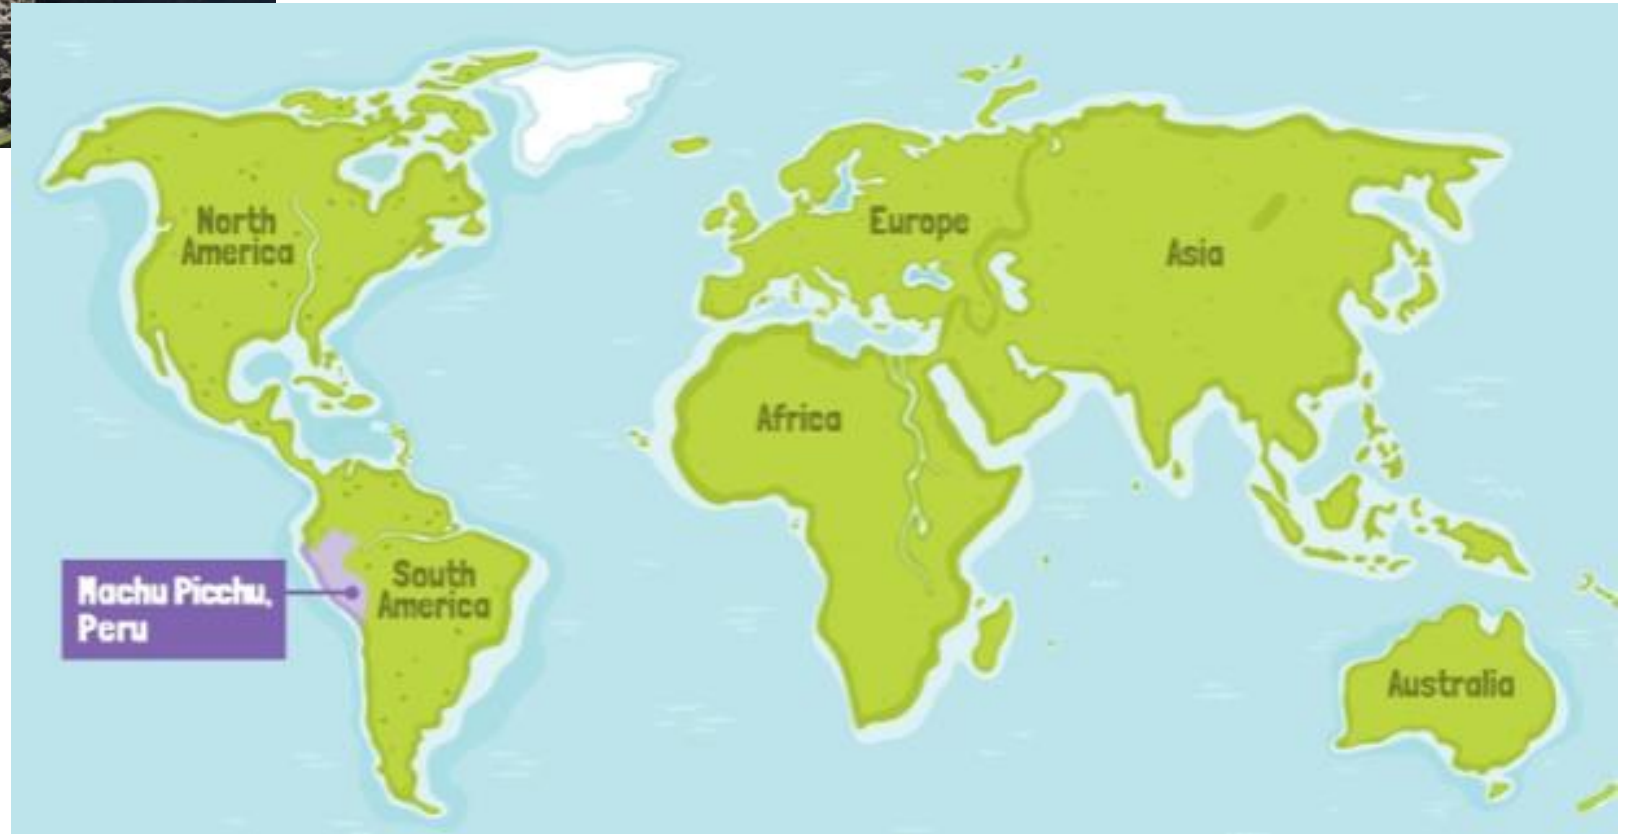 North
America
Europe
Asia
Africa
South
America
Machu Picchu,
Peru
Australia